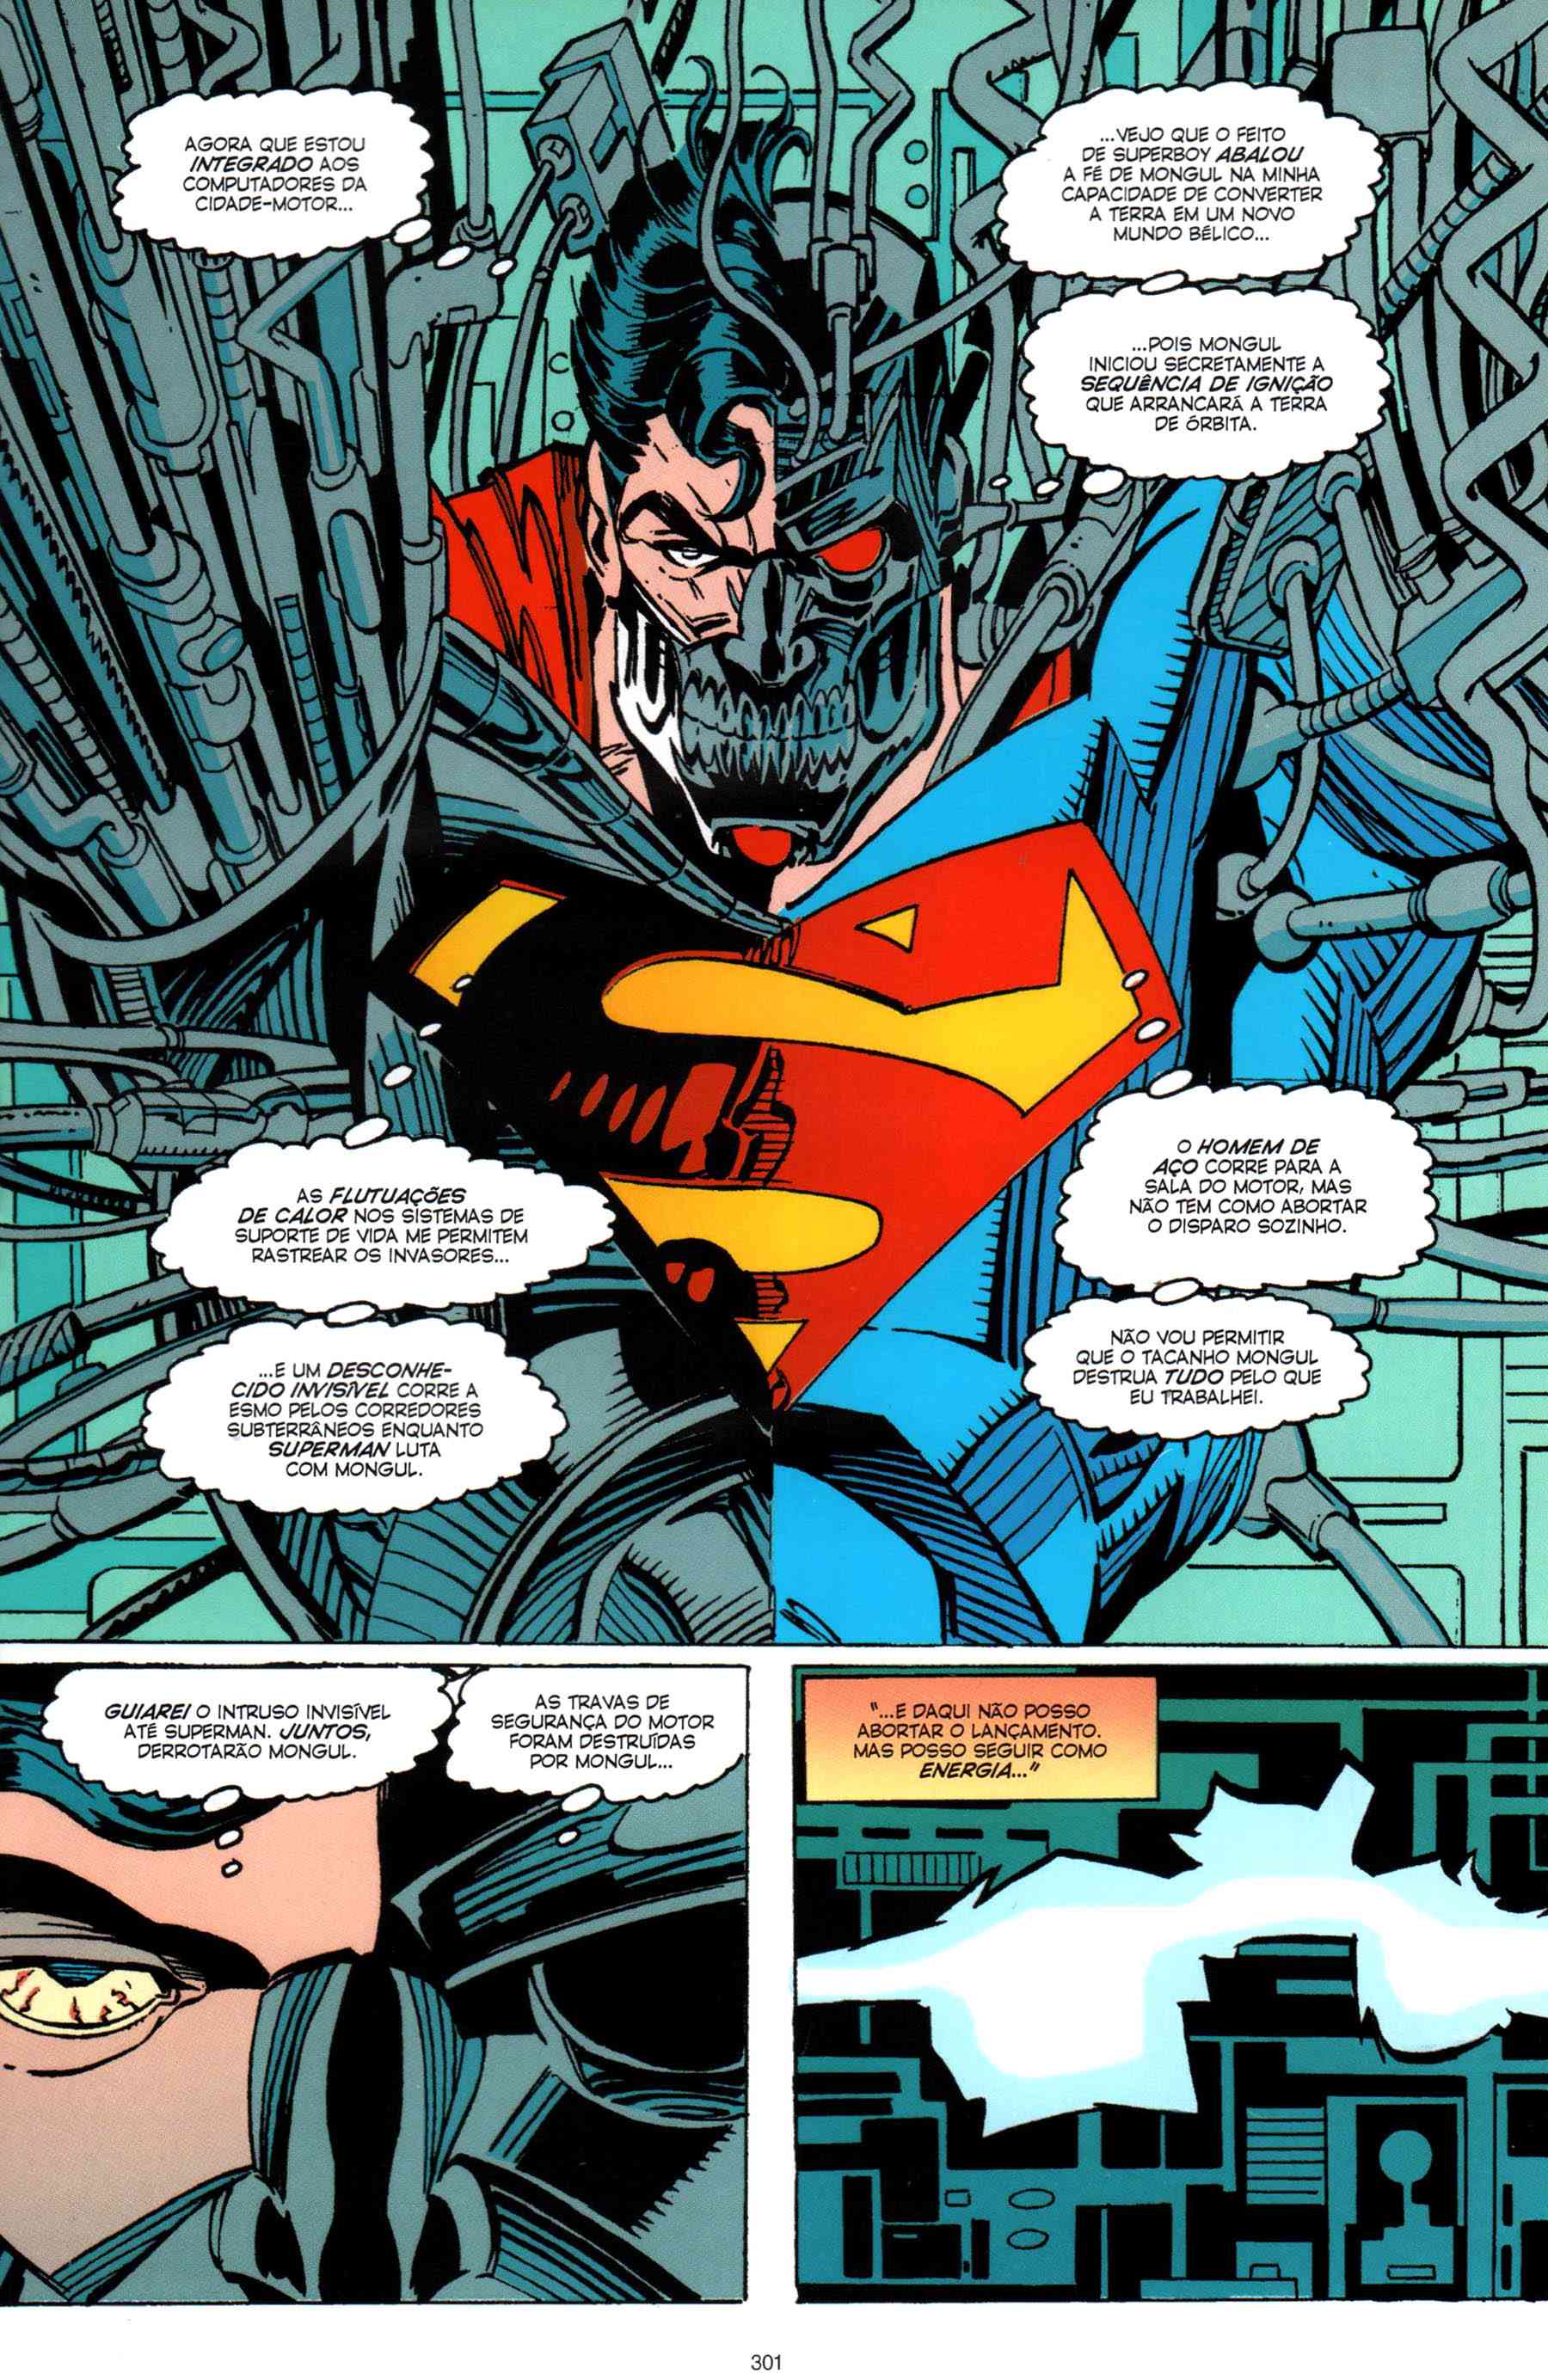 AGORA QUE ESTOU
INTEGRADO AOS
COMPUTADORES DA
CIDADE-MOTOR...
...VEJO QUE O FEITO
DE SUPERBOY ABALOU
A FÉ DE MONGUL NA MINHA
CAPACIDADE DE CONVERTER
A TERRA EM UM NOVO
MUNDO BÉLICO...
...POIS MONGUL
INICIOU SECRETAMENTE A
SEQUÊNCIA DE IGNIÇÃO
QUE ARRANCARÁ A TERRA
DE ÓRBITA.
AS FLUTUAÇÕES
DE CALOR NOS SISTEMAS DE
SUPORTE DE VIDA ME PERMITEM
RASTREAR OS INVASORES...
...E UM DESCONHE-
CIDO INVISÍVEL CORRE A
ESMO PELOS CORREDORES
SUBTERRÂNEOS ENQUANTO
SUPERMAN LUTA
COM MONGUL.
O HOMEM DE
AÇO CORRE PARA A
SALA DO MOTOR, MAS
NÃO TEM COMO ABORTAR
O DISPARO SOZINHO.
NÃO VOU PERMITIR
QUE O TACANHO MONGUL
DESTRUA TUDO PELO QUE
EU TRABALHEI.
GUIAREI O INTRUSO INVISÍVEL
ATÉ SUPERMAN. JUNTOS,
DERROTARÃO MONGUL.
AS TRAVAS DE
SEGURANÇA DO MOTOR
FORAM DESTRUÍDAS
POR MONGUL...
"...E DAQUI NÃO POSSO
ABORTAR O LANÇAMENTO.
MAS POSSO SEGUIR COMO
ENERGIA..."
301